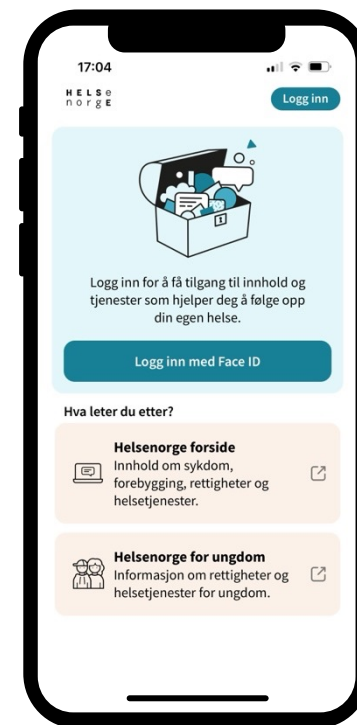 17:04
HELSe
norgE
Logg inn
Logg inn for å få tilgang til innhold og
tjenester som hjelper deg å følge opp
din egen helse.
Logg inn med Face ID
Hva leter du etter?
Helsenorge forside
Innhold om sykdom,
forebygging, rettigheter og
helsetjenester.
Helsenorge for ungdom
Informasjon om rettigheter og
helsetjenester for ungdom.